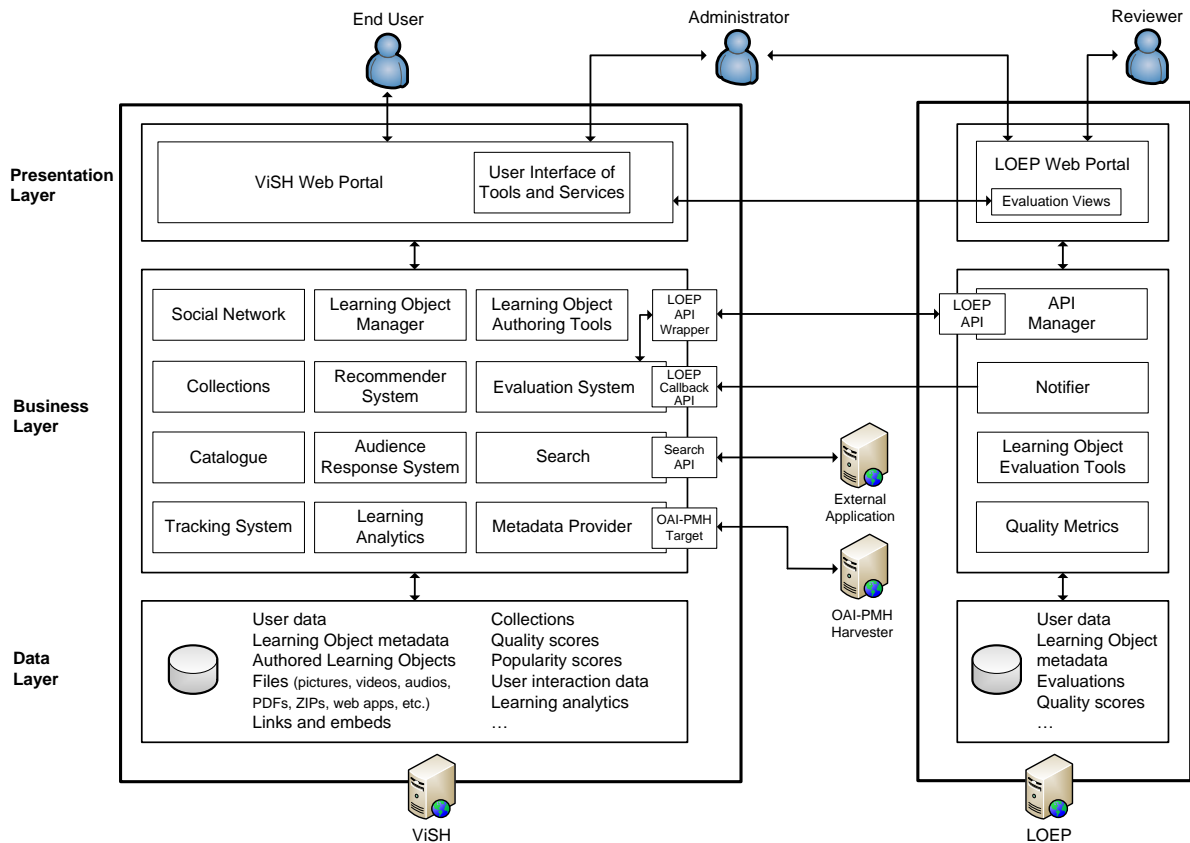 End User
Administrator
Reviewer
Presentation
Layer
ViSH Web Portal
User Interface of
Tools and Services
LOEP Web Portal
Evaluation Views
Business
Layer
Social Network
Learning Object
Manager
Learning Object
Authoring Tools
LOEP
API
Wrapper
LOEP
API
API
Manager
Collections
Recommender
System
Evaluation System
LOEP
Callback
API
Notifier
Catalogue
Audience
Response System
Search
Search
API
External
Application
Learning Object
Evaluation Tools
Tracking System
Learning
Analytics
Metadata Provider
OAI-PMH
Target
OAI-PMH
Harvester
Quality Metrics
Data
Layer
User data
Learning Object metadata
Authored Learning Objects
Files (pictures, videos, audios,
PDFs, ZIPs, web apps, etc.)
Links and embeds
Collections
Quality scores
Popularity scores
User interaction data
Learning analytics
…
User data
Learning Object
metadata
Evaluations
Quality scores
…
ViSH
LOEP